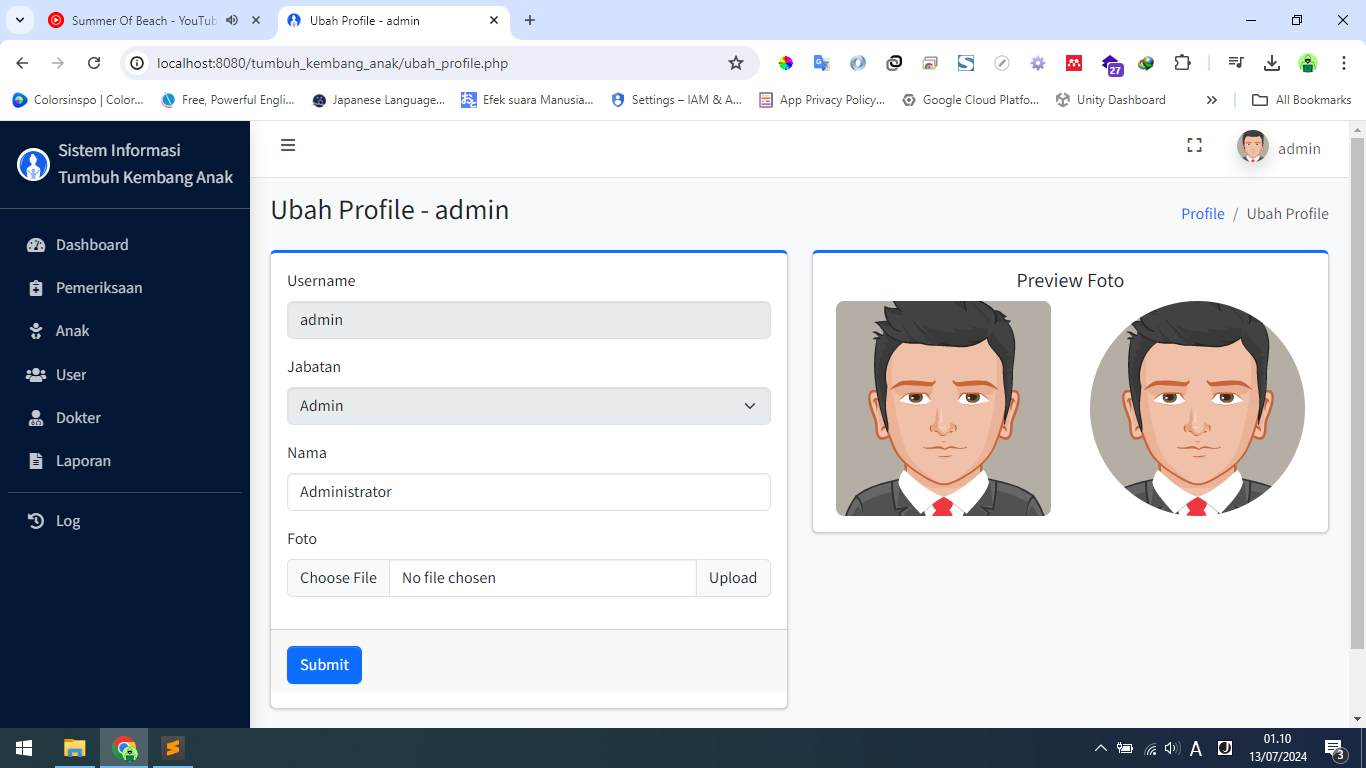 Summer Of Beach - YouTub
Ubah Profile - admin
localhost:8080/tumbuh_kembang_anak/ubah_profile.php
27
Colorsinspo | Color...
Free, Powerful Engli...
Japanese Language...
Efek suara Manusia...
Settings – IAM & A...
App Privacy Policy...
Google Cloud Platfo...
Unity Dashboard
All Bookmarks
Sistem Informasi
Tumbuh Kembang Anak
admin
Ubah Profile - admin
Profile / Ubah Profile
Dashboard
Pemeriksaan
Anak
User
Dokter
Laporan
Log
Username
admin
Jabatan
Admin
Nama
Administrator
Foto
Choose File
No file chosen
Upload
Submit
Preview Foto
A
01.10
13/07/2024
3